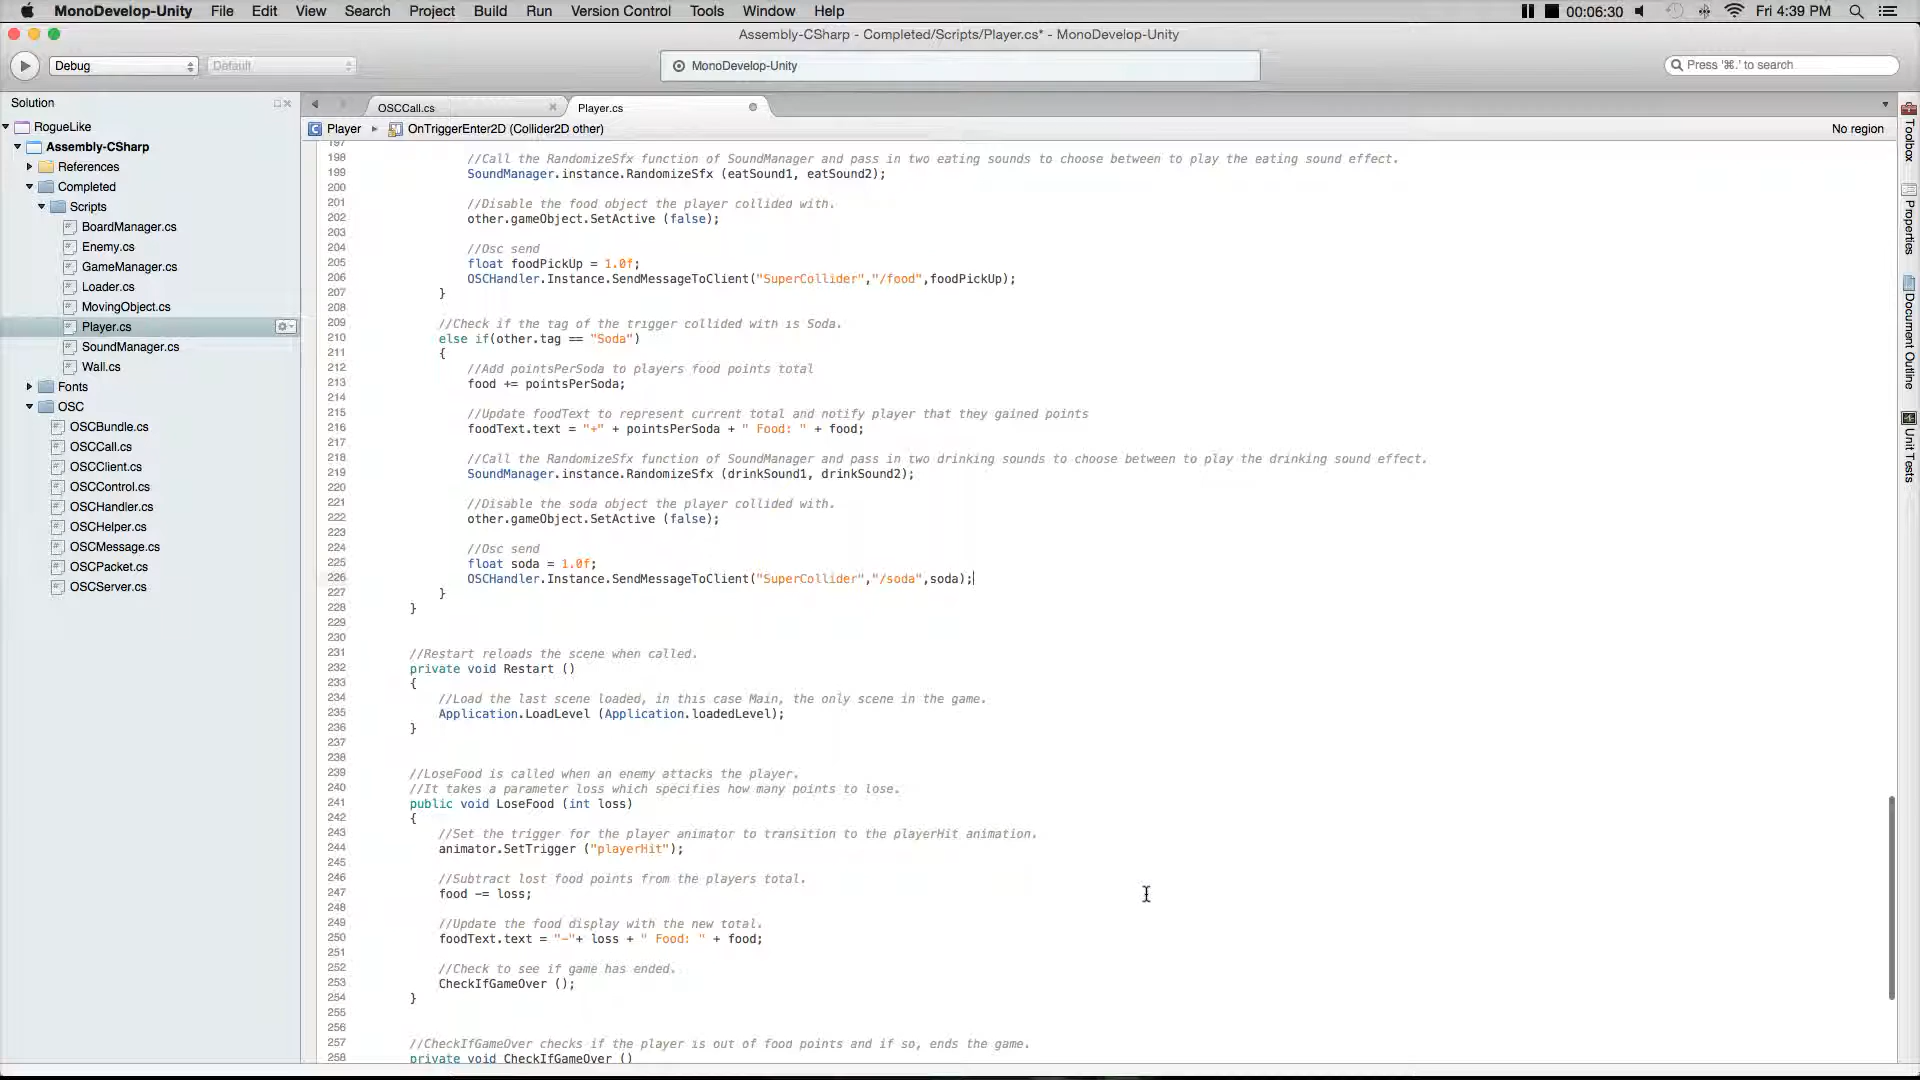 MonoDevelop-Unity File Edit View Search Project Build Run Version Control Tools Window Help 00:06:30 Fri 4:39 PM
Assembly-CSharp - Completed/Scripts/Player.cs* - MonoDevelop-Unity
Debug Default MonoDevelop-Unity Press '⌘.' to search
Solution
OSCCall.cs Player.cs
Player OnTriggerEnter2D (Collider2D other) No region
RogueLike
Assembly-CSharp
References
Completed
Scripts
BoardManager.cs
Enemy.cs
GameManager.cs
Loader.cs
MovingObject.cs
Player.cs
SoundManager.cs
Wall.cs
Fonts
OSC
OSCBundle.cs
OSCCall.cs
OSCClient.cs
OSCControl.cs
OSCHandler.cs
OSCHelper.cs
OSCMessage.cs
OSCPacket.cs
OSCServer.cs
197
198 //Call the RandomizeSfx function of SoundManager and pass in two eating sounds to choose between to play the eating sound effect.
199 SoundManager.instance.RandomizeSfx (eatSound1, eatSound2);
200
201 //Disable the food object the player collided with.
202 other.gameObject.SetActive (false);
203
204 //Osc send
205 float foodPickUp = 1.0f;
206 OSCHandler.Instance.SendMessageToClient("SuperCollider","/food",foodPickUp);
207 }
208
209 //Check if the tag of the trigger collided with is Soda.
210 else if(other.tag == "Soda")
211 {
212 //Add pointsPerSoda to players food points total
213 food += pointsPerSoda;
214
215 //Update foodText to represent current total and notify player that they gained points
216 foodText.text = "+" + pointsPerSoda + " Food: " + food;
217
218 //Call the RandomizeSfx function of SoundManager and pass in two drinking sounds to choose between to play the drinking sound effect.
219 SoundManager.instance.RandomizeSfx (drinkSound1, drinkSound2);
220
221 //Disable the soda object the player collided with.
222 other.gameObject.SetActive (false);
223
224 //Osc send
225 float soda = 1.0f;
226 OSCHandler.Instance.SendMessageToClient("SuperCollider","/soda",soda);
227 }
228 }
229
230
231 //Restart reloads the scene when called.
232 private void Restart ()
233 {
234 //Load the last scene loaded, in this case Main, the only scene in the game.
235 Application.LoadLevel (Application.loadedLevel);
236 }
237
238
239 //LoseFood is called when an enemy attacks the player.
240 //It takes a parameter loss which specifies how many points to lose.
241 public void LoseFood (int loss)
242 {
243 //Set the trigger for the player animator to transition to the playerHit animation.
244 animator.SetTrigger ("playerHit");
245
246 //Subtract lost food points from the players total.
247 food -= loss;
248
249 //Update the food display with the new total.
250 foodText.text = "-"+ loss + " Food: " + food;
251
252 //Check to see if game has ended.
253 CheckIfGameOver ();
254 }
255
256
257 //CheckIfGameOver checks if the player is out of food points and if so, ends the game.
258 private void CheckIfGameOver ()
Toolbox
Properties
Document Outline
Unit Tests